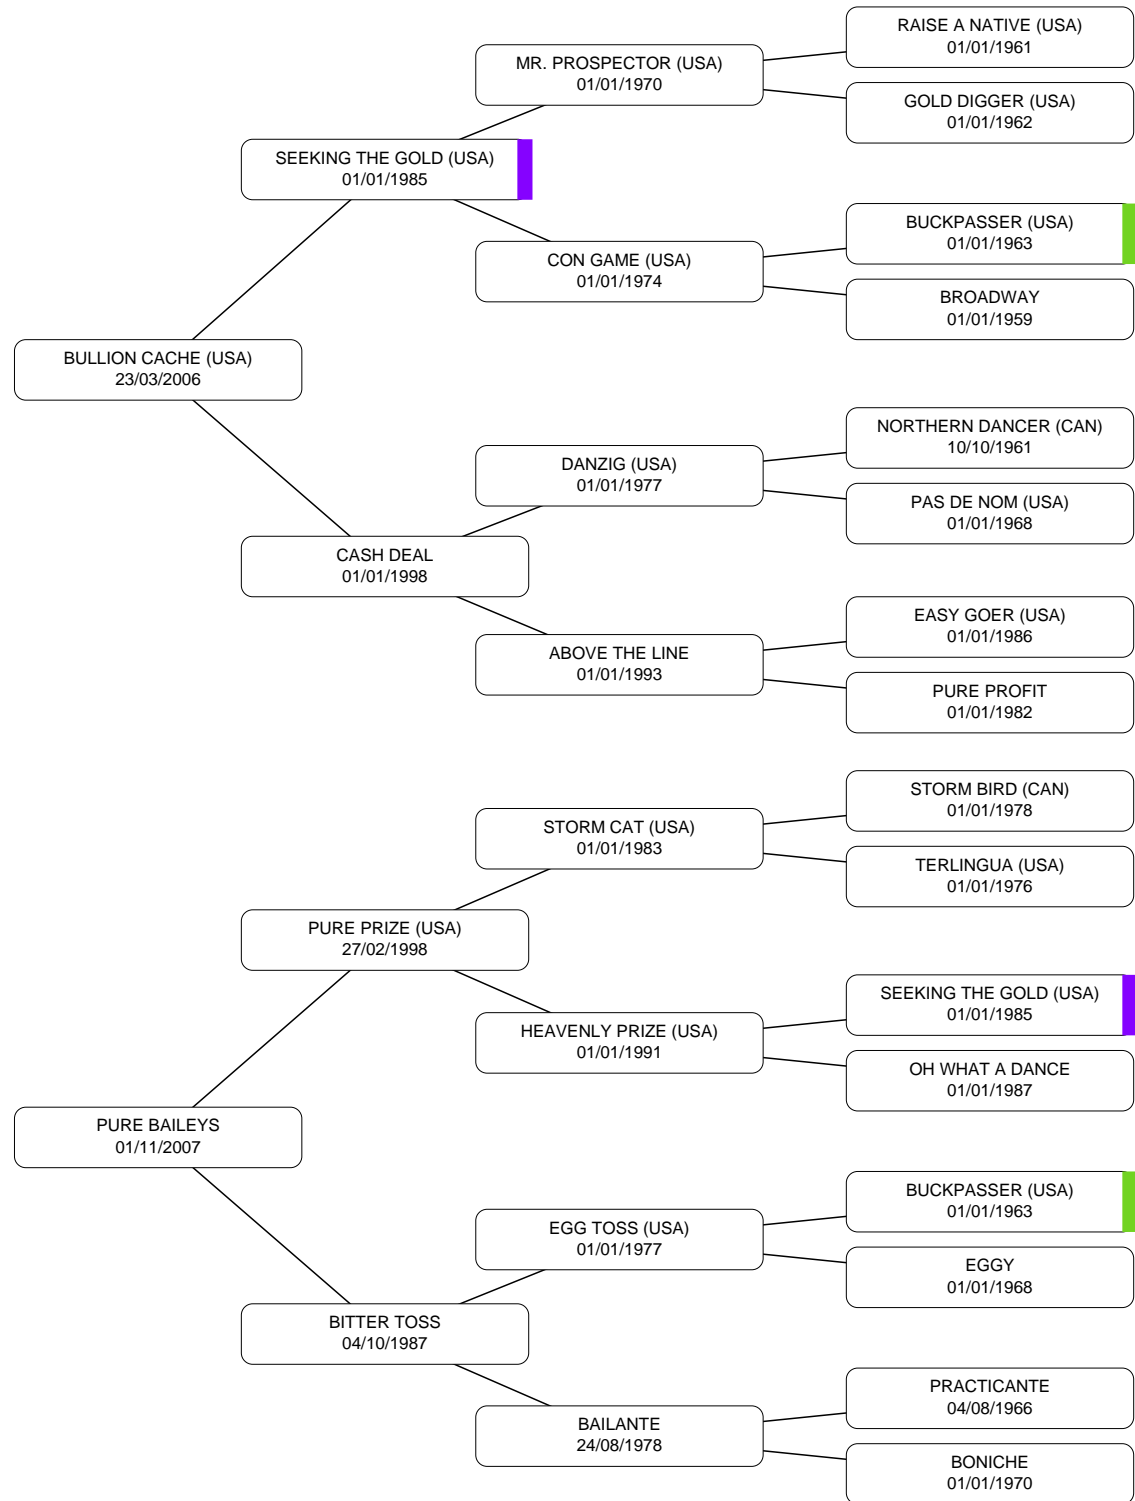 RAISE A NATIVE (USA)
01/01/1961
MR. PROSPECTOR (USA)
01/01/1970
GOLD DIGGER (USA)
01/01/1962
SEEKING THE GOLD (USA)
01/01/1985
BUCKPASSER (USA)
01/01/1963
CON GAME (USA)
01/01/1974
BROADWAY
01/01/1959
BULLION CACHE (USA)
23/03/2006
NORTHERN DANCER (CAN)
10/10/1961
DANZIG (USA)
01/01/1977
PAS DE NOM (USA)
01/01/1968
CASH DEAL
01/01/1998
EASY GOER (USA)
01/01/1986
ABOVE THE LINE
01/01/1993
PURE PROFIT
01/01/1982
STORM BIRD (CAN)
01/01/1978
STORM CAT (USA)
01/01/1983
TERLINGUA (USA)
01/01/1976
PURE PRIZE (USA)
27/02/1998
SEEKING THE GOLD (USA)
01/01/1985
HEAVENLY PRIZE (USA)
01/01/1991
OH WHAT A DANCE
01/01/1987
PURE BAILEYS
01/11/2007
BUCKPASSER (USA)
01/01/1963
EGG TOSS (USA)
01/01/1977
EGGY
01/01/1968
BITTER TOSS
04/10/1987
PRACTICANTE
04/08/1966
BAILANTE
24/08/1978
BONICHE
01/01/1970